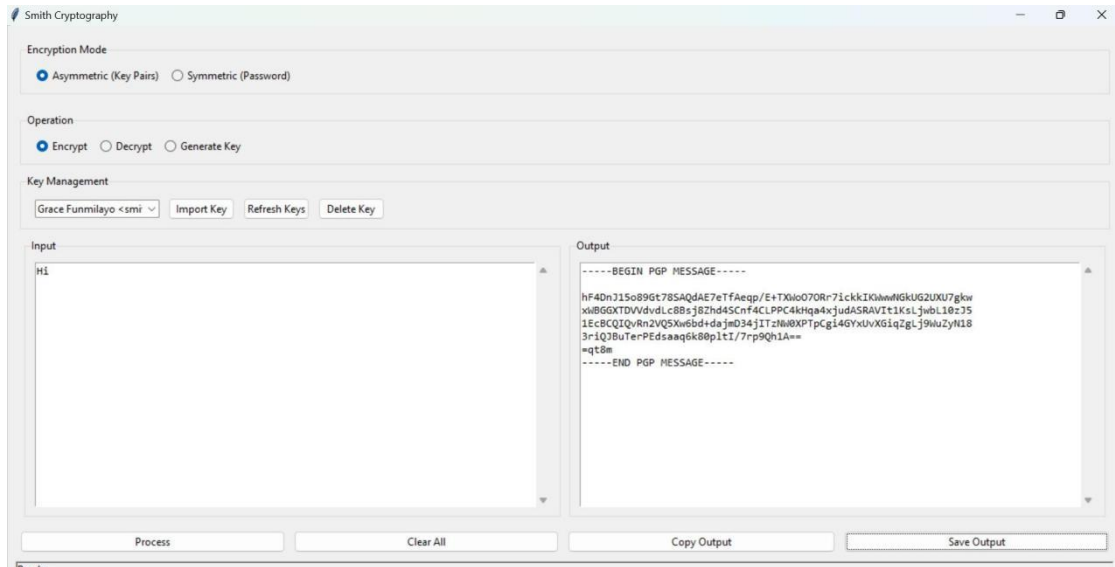 Smith Cryptography
Encryption Mode
Asymmetric (Key Pairs) Symmetric (Password)
Operation
Encrypt Decrypt Generate Key
Key Management
Grace Funmilayo <smi Import Key Refresh Keys Delete Key
Input Output
Hi
-----BEGIN PGP MESSAGE-----
hF4DnJ15o89Gt78SAQdAE7eTfAeqp/E+TXWoO7ORr7ickkIKWwwNGkUG2UXU7gkw
xWBGGXTDVVdvdLc8Bsj8Zhd4SCnf4CLPPC4kHqa4xjudASRAVIt1KsLjwbL10zJ5
1EcBCQIQvRn2VQ5Xw6bd+dajmD34jITzNW0XPTpCgi4GYxUvXGiqZgLj9WuZyN18
3riQJBuTerPEdsaaq6k80pltI/7rp9Qh1A==
=qt8m
-----END PGP MESSAGE-----
Process Clear All Copy Output Save Output